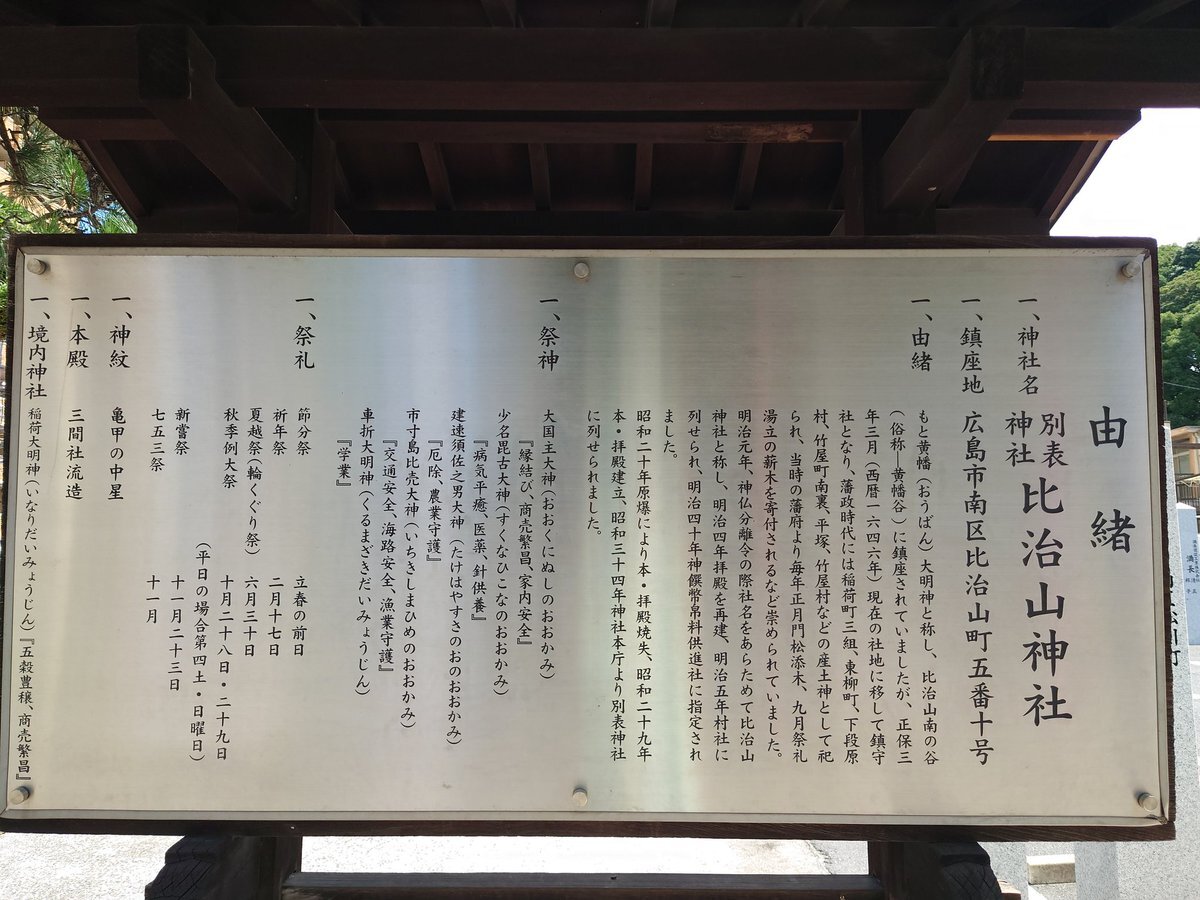 由緒
一、神社名 別表神社 比治山神社
一、鎮座地 広島市南区比治山町五番十号
一、由緒
もと黄幡(おうばん)大明神と称し、比治山南の谷
(俗称―黄幡谷)に鎮座されていましたが、正保三
年三月(西暦一六四六年)現在の社地に移して鎮守
社となり、藩政時代には稲荷町三組、東柳町、下段原
村、竹屋町南裏、平塚、竹屋村などの産土神として祀
られ、当時の藩府より毎年正月門松添木、九月祭礼
湯立の薪木を寄付されるなど崇められていました。
明治元年、神仏分離令の際社名をあらためて比治山
神社と称し、明治四年拝殿を再建、明治五年村社に
列せられ、明治四十年神饌幣帛料供進社に指定され
ました。
昭和二十年原爆により本・拝殿焼失、昭和二十九年
本・拝殿建立、昭和三十四年神社本庁より別表神社
に列せられました。
一、祭神
大国主大神(おおくにぬしのおおかみ)
『縁結び、商売繁昌、家内安全』
少名毘古大神(すくなひこなのおおかみ)
『病気平癒、医薬、針供養』
建速須佐之男大神(たけはやすさのおのおおかみ)
『厄除、農業守護』
市寸島比売大神(いちきしまひめのおおかみ)
『交通安全、海路安全、漁業守護』
車折大明神(くるまざきだいみょうじん)
『学業』
一、祭礼
節分祭 立春の前日
祈年祭 二月十七日
夏越祭(輪くぐり祭) 六月三十日
秋季例大祭 十月二十八日・二十九日
(平日の場合第四土・日曜日)
新嘗祭 十一月二十三日
七五三祭 十一月
一、神紋 亀甲の中星
一、本殿 三間社流造
一、境内神社 稲荷大明神(いなりだいみょうじん)『五穀豊穣、商売繁昌』